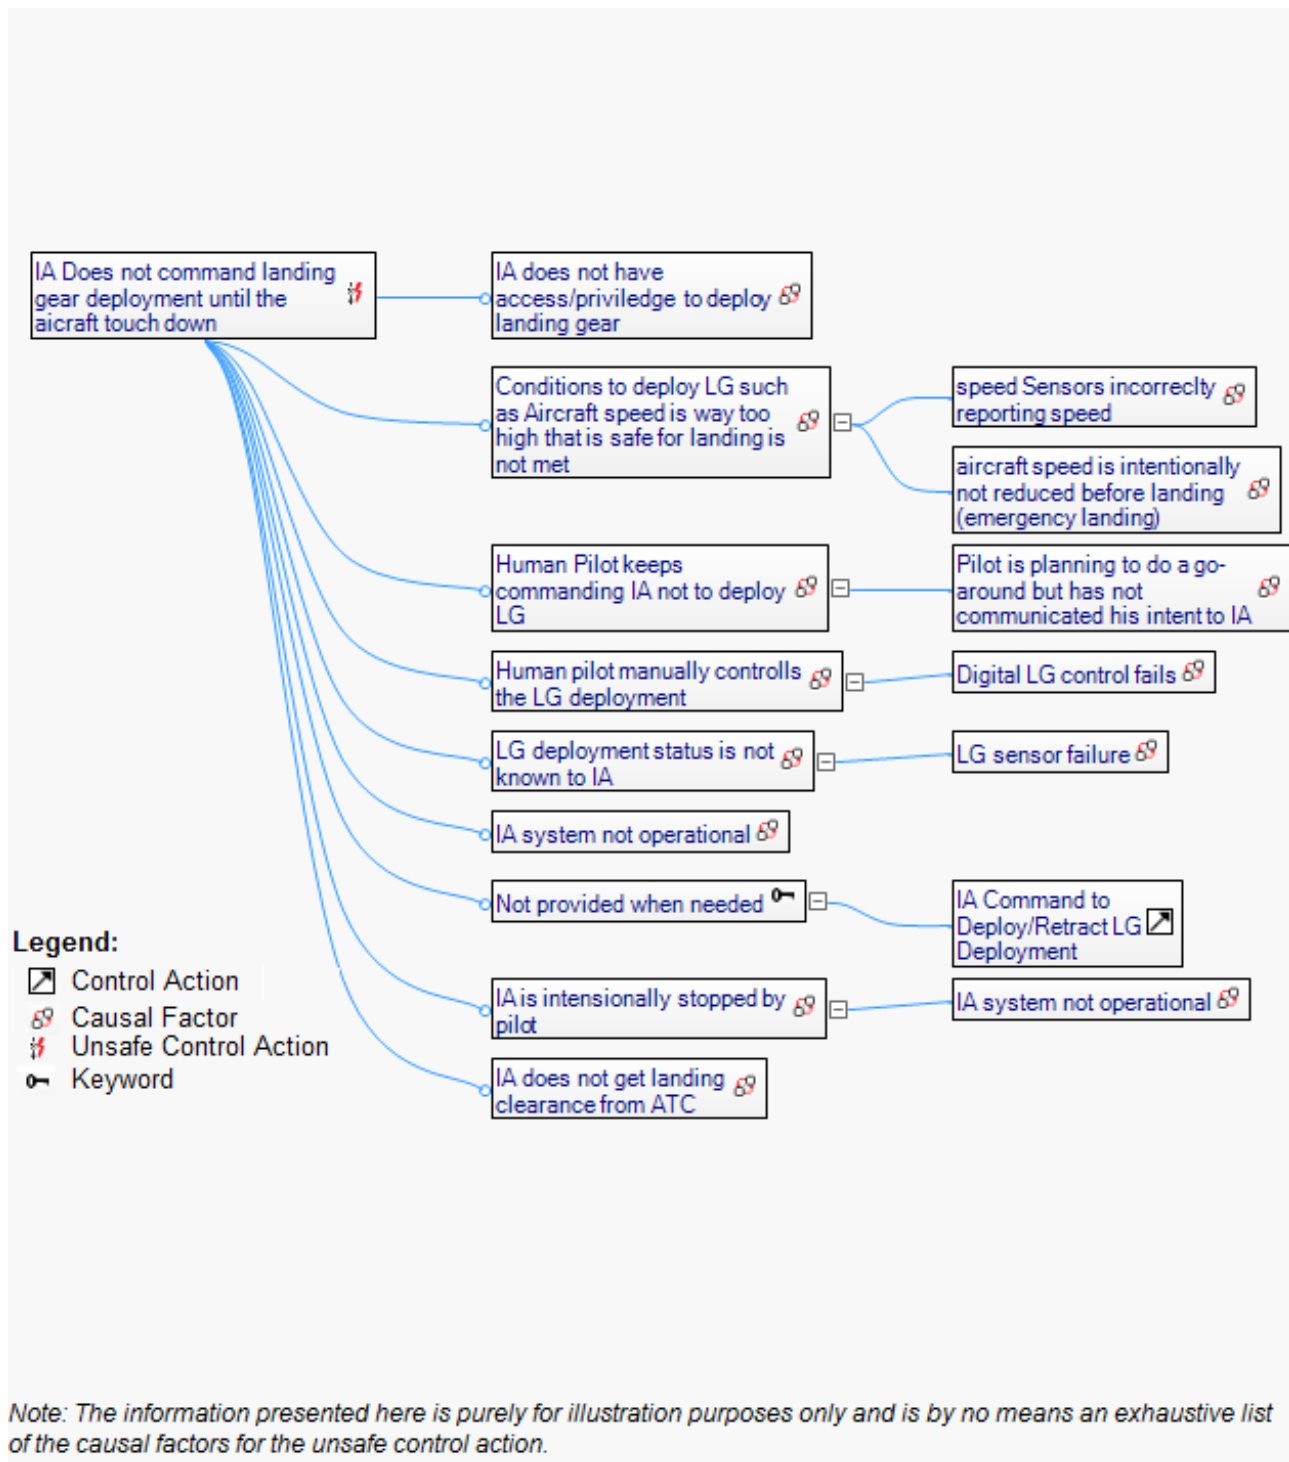 IA Does not command landing
gear deployment until the
aicraft touch down
IA does not have
access/priviledge to deploy
landing gear
Conditions to deploy LG such
as Aircraft speed is way too
high that is safe for landing is
not met
speed Sensors incorreclty
reporting speed
aircraft speed is intentionally
not reduced before landing
(emergency landing)
Human Pilot keeps
commanding IA not to deploy
LG
Pilot is planning to do a go-
around but has not
communicated his intent to IA
Human pilot manually controlls
the LG deployment
Digital LG control fails
LG deployment status is not
known to IA
LG sensor failure
IA system not operational
Not provided when needed
IA Command to
Deploy/Retract LG
Deployment
IA is intensionally stopped by
pilot
IA system not operational
IA does not get landing
clearance from ATC
Legend:
Control Action
Causal Factor
Unsafe Control Action
Keyword
Note: The information presented here is purely for illustration purposes only and is by no means an exhaustive list
of the causal factors for the unsafe control action.